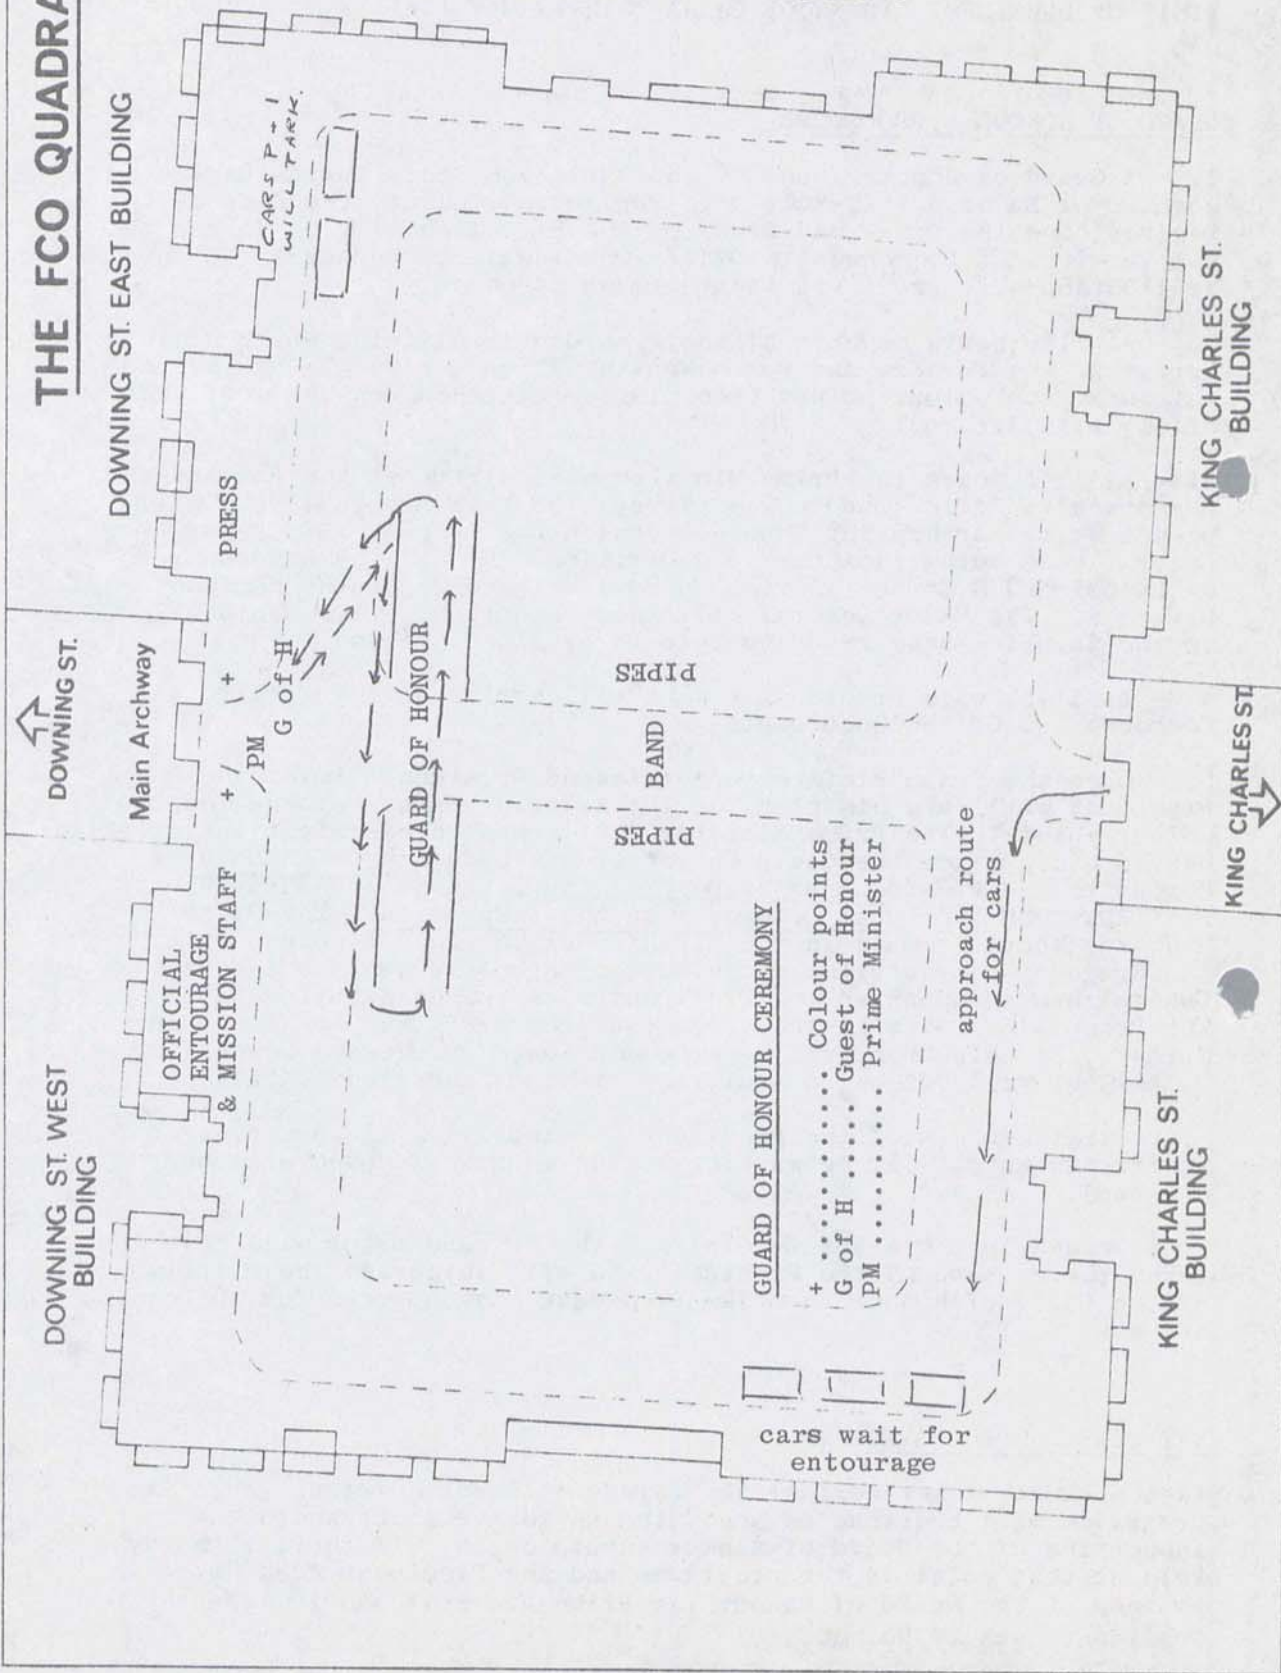 THE FCO QUADRA
DOWNING ST. WEST
BUILDING
DOWNING ST.
Main Archway
DOWNING ST. EAST BUILDING
CARS P + 1
WILL PARK.
OFFICIAL
ENTOURAGE
& MISSION STAFF
+
PM
+
G of H
PRESS
GUARD OF HONOUR
PIPES
BAND
PIPES
GUARD OF HONOUR CEREMONY
+ ............ Colour points
G of H ..... Guest of Honour
PM ......... Prime Minister
approach route
for cars
cars wait for
entourage
KING CHARLES ST.
BUILDING
KING CHARLES ST.
KING CHARLES ST.
BUILDING